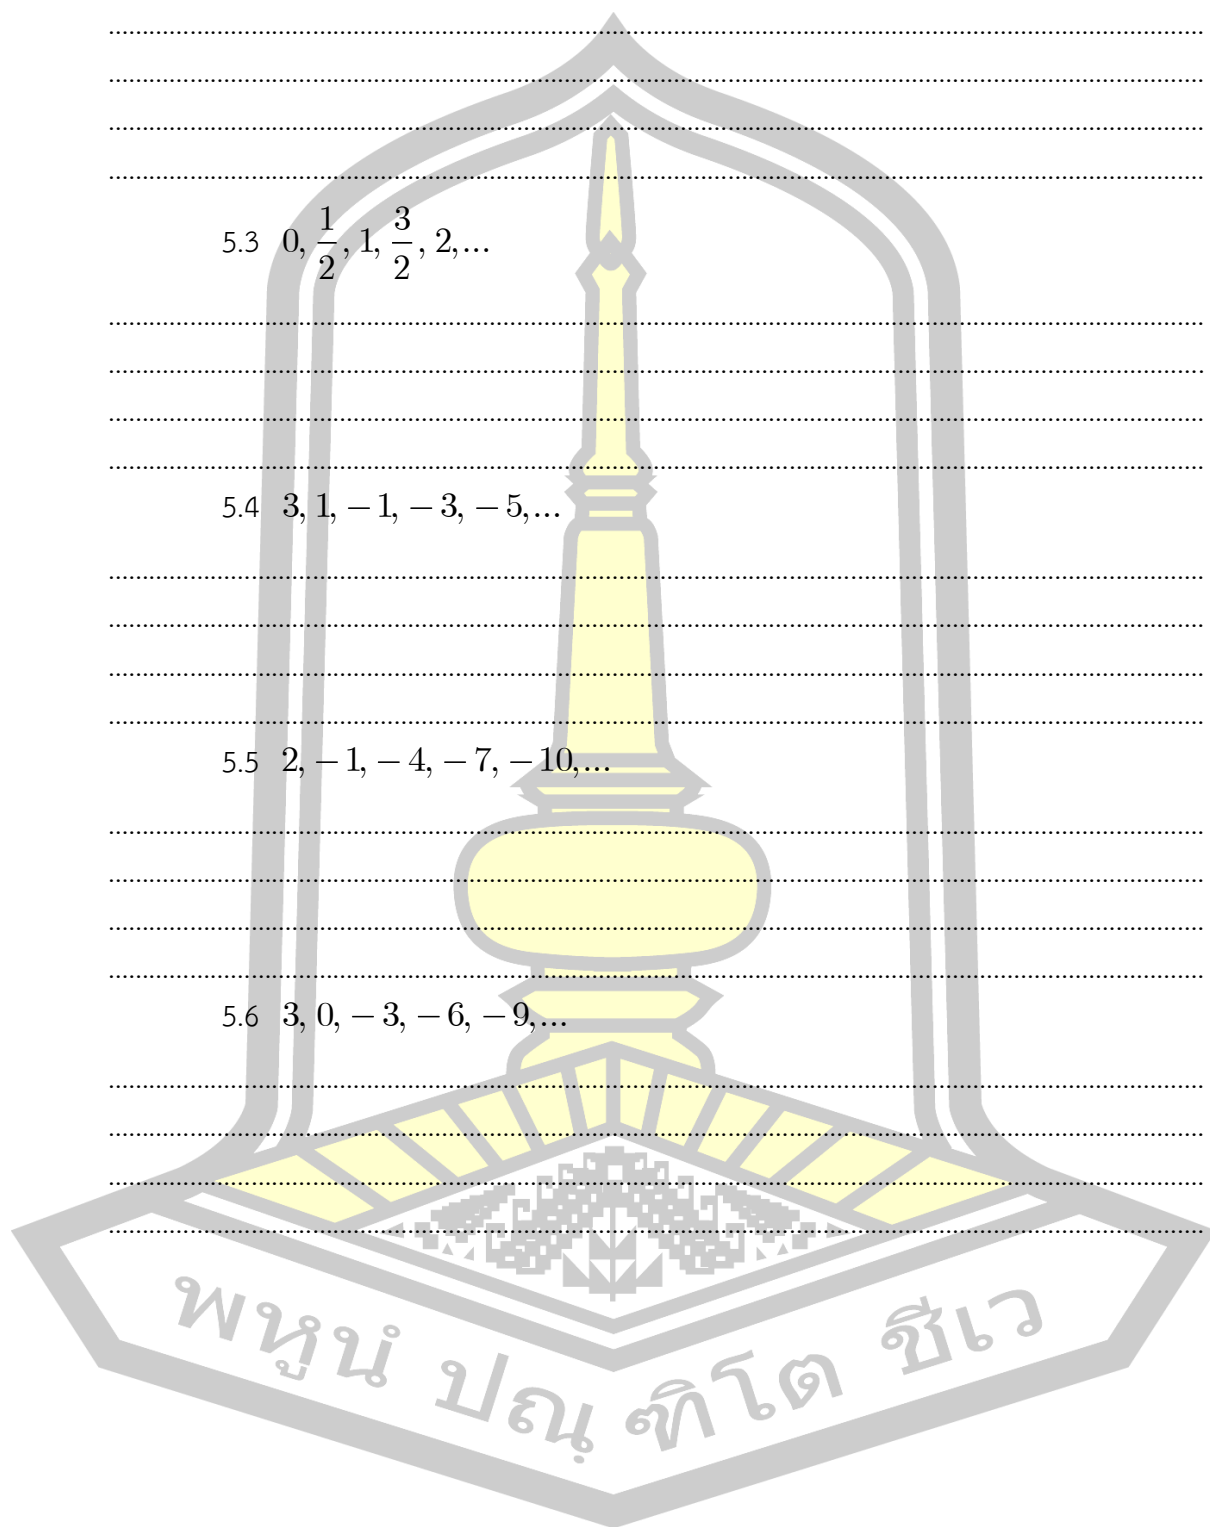 5.3 0, 1/2, 1, 3/2, 2,...
5.4 3, 1, −1, −3, −5,...
5.5 2, −1, −4, −7, −10,...
5.6 3, 0, −3, −6, −9,...
พหูนํ ปณฺฑิโต ชีเว